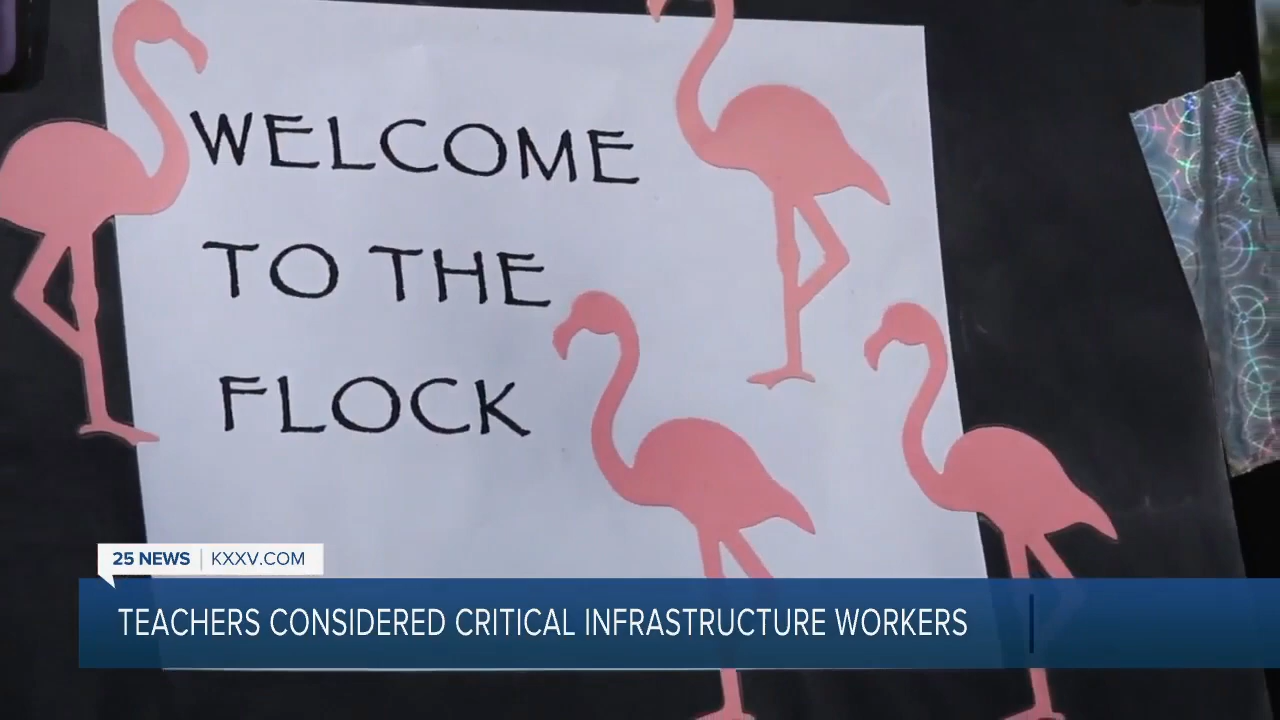 WELCOME
TO THE
FLOCK
25 NEWS | KXXV.COM
TEACHERS CONSIDERED CRITICAL INFRASTRUCTURE WORKERS